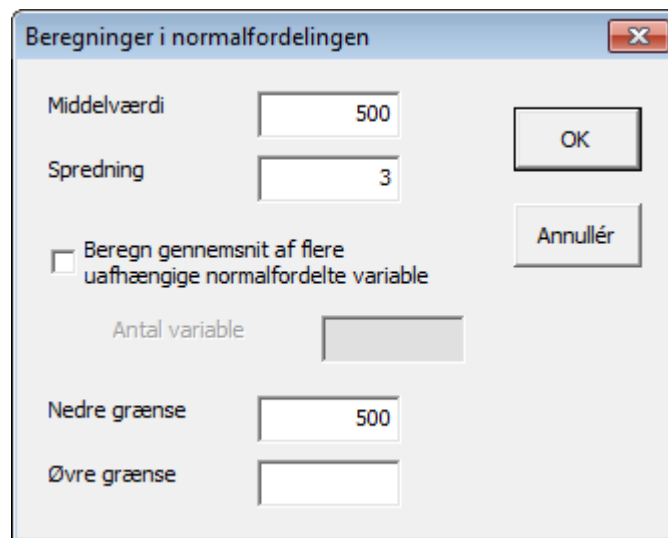 Beregninger i normalfordelingen
Middelværdi 500
OK
Spredning 3
Annullér
Beregn gennemsnit af flere
uafhængige normalfordelte variable
Antal variable
Nedre grænse 500
Øvre grænse